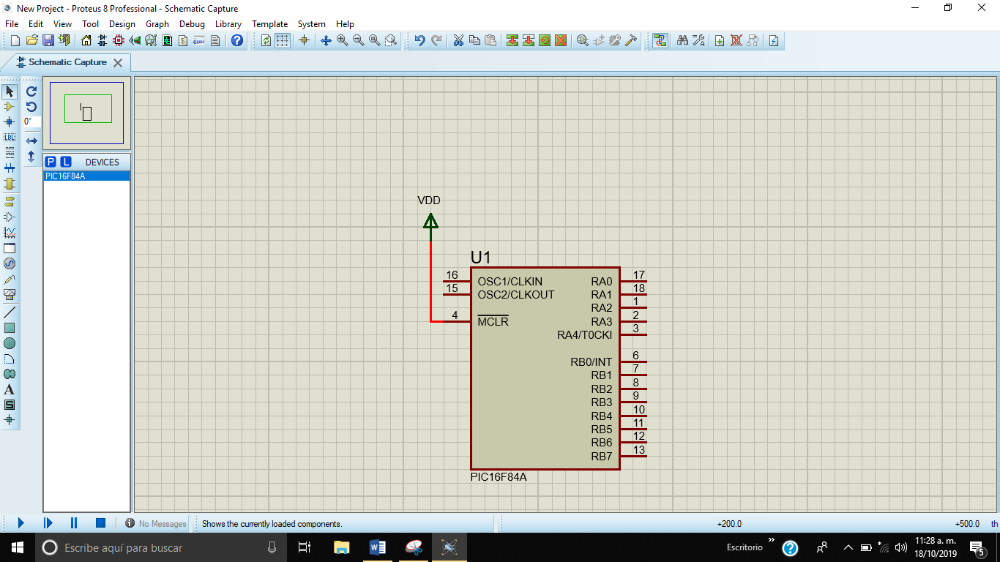 New Project - Proteus 8 Professional - Schematic Capture
File Edit View Tool Design Graph Debug Library Template System Help
Schematic Capture
0°
LBL
P L DEVICES
PIC16F84A
A
S
VDD
U1
16 OSC1/CLKIN RA0 17
15 OSC2/CLKOUT RA1 18
RA2 1
4 MCLR RA3 2
RA4/T0CKI 3
RB0/INT 6
RB1 7
RB2 8
RB3 9
RB4 10
RB5 11
RB6 12
RB7 13
PIC16F84A
No Messages Shows the currently loaded components. +200.0 +500.0 th
Escribe aquí para buscar Escritorio 11:28 a. m.
18/10/2019 5